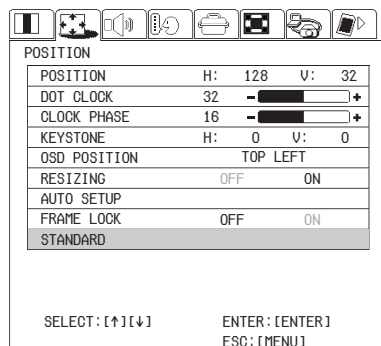 POSITION
POSITION H: 128 V: 32
DOT CLOCK 32 - +
CLOCK PHASE 16 - +
KEYSTONE H: 0 V: 0
OSD POSITION TOP LEFT
RESIZING OFF ON
AUTO SETUP
FRAME LOCK OFF ON
STANDARD
SELECT:[↑][↓] ENTER:[ENTER]
ESC:[MENU]